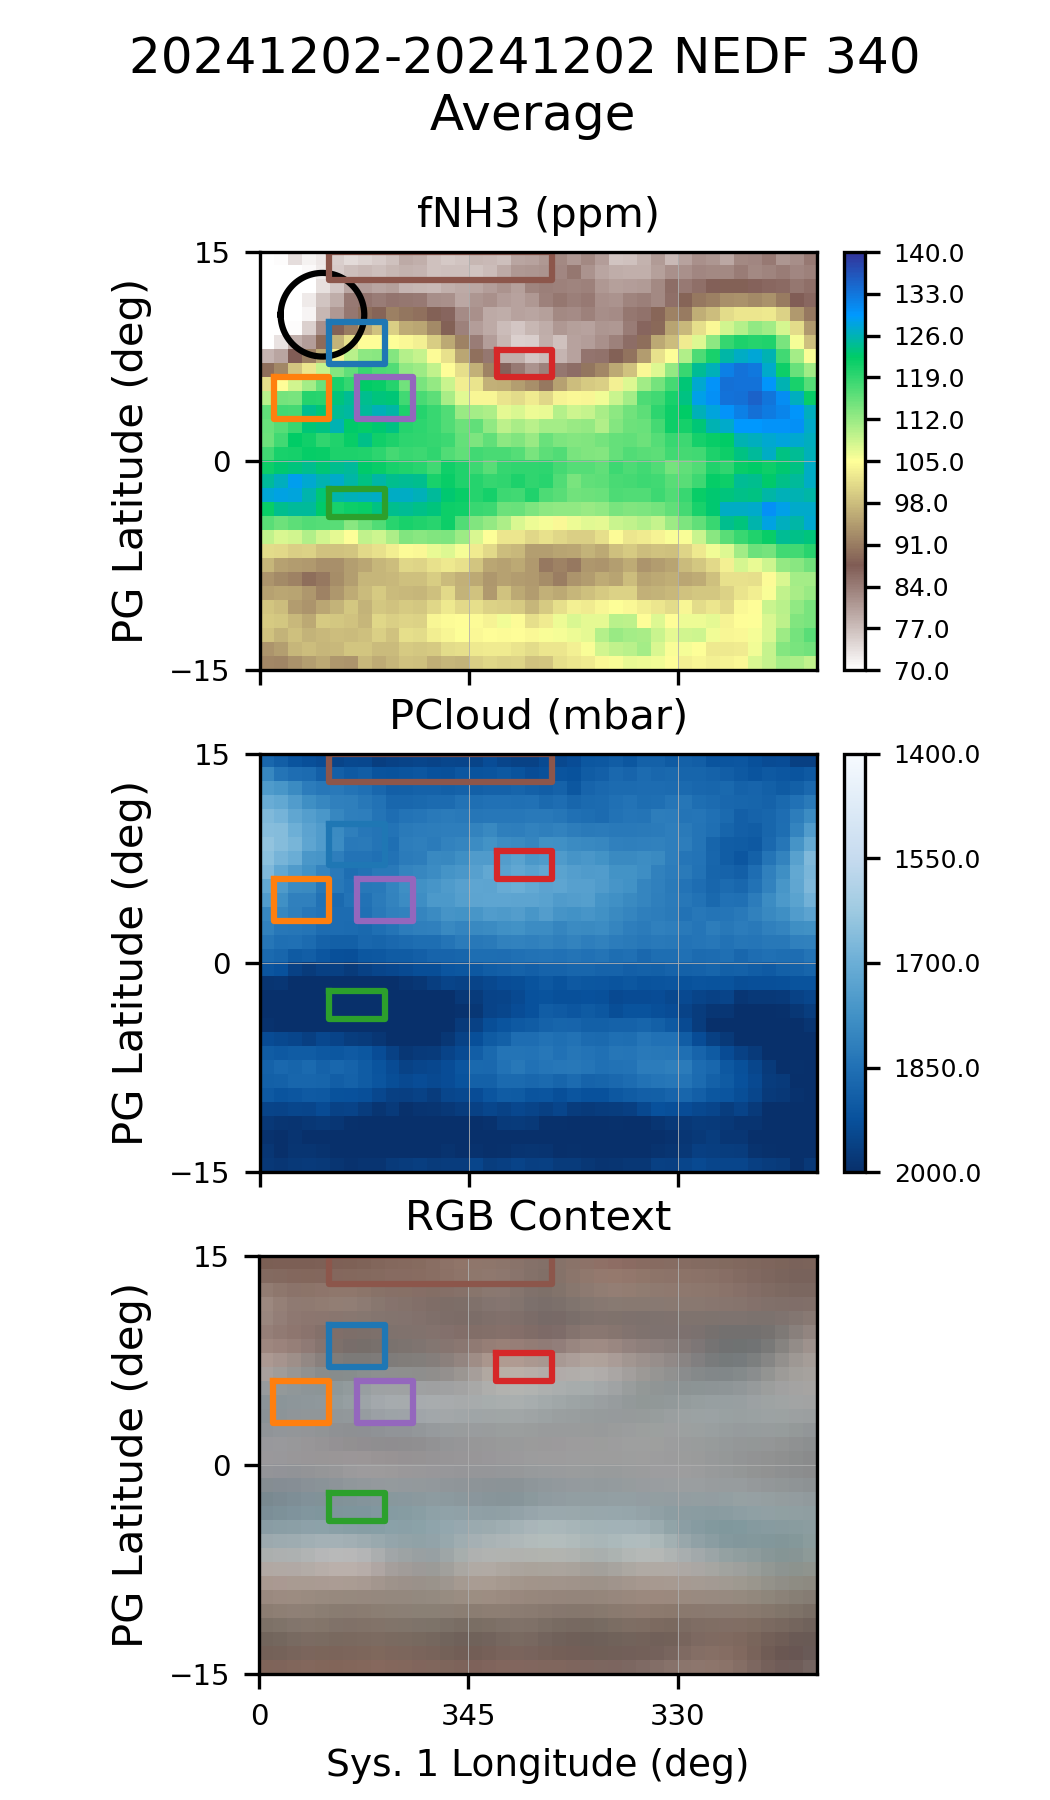 20241202-20241202 NEDF 340
Average
fNH3 (ppm)
PG Latitude (deg)
15
0
−15
140.0
133.0
126.0
119.0
112.0
105.0
98.0
91.0
84.0
77.0
70.0
PCloud (mbar)
PG Latitude (deg)
15
0
−15
1400.0
1550.0
1700.0
1850.0
2000.0
RGB Context
PG Latitude (deg)
15
0
−15
0 345 330
Sys. 1 Longitude (deg)